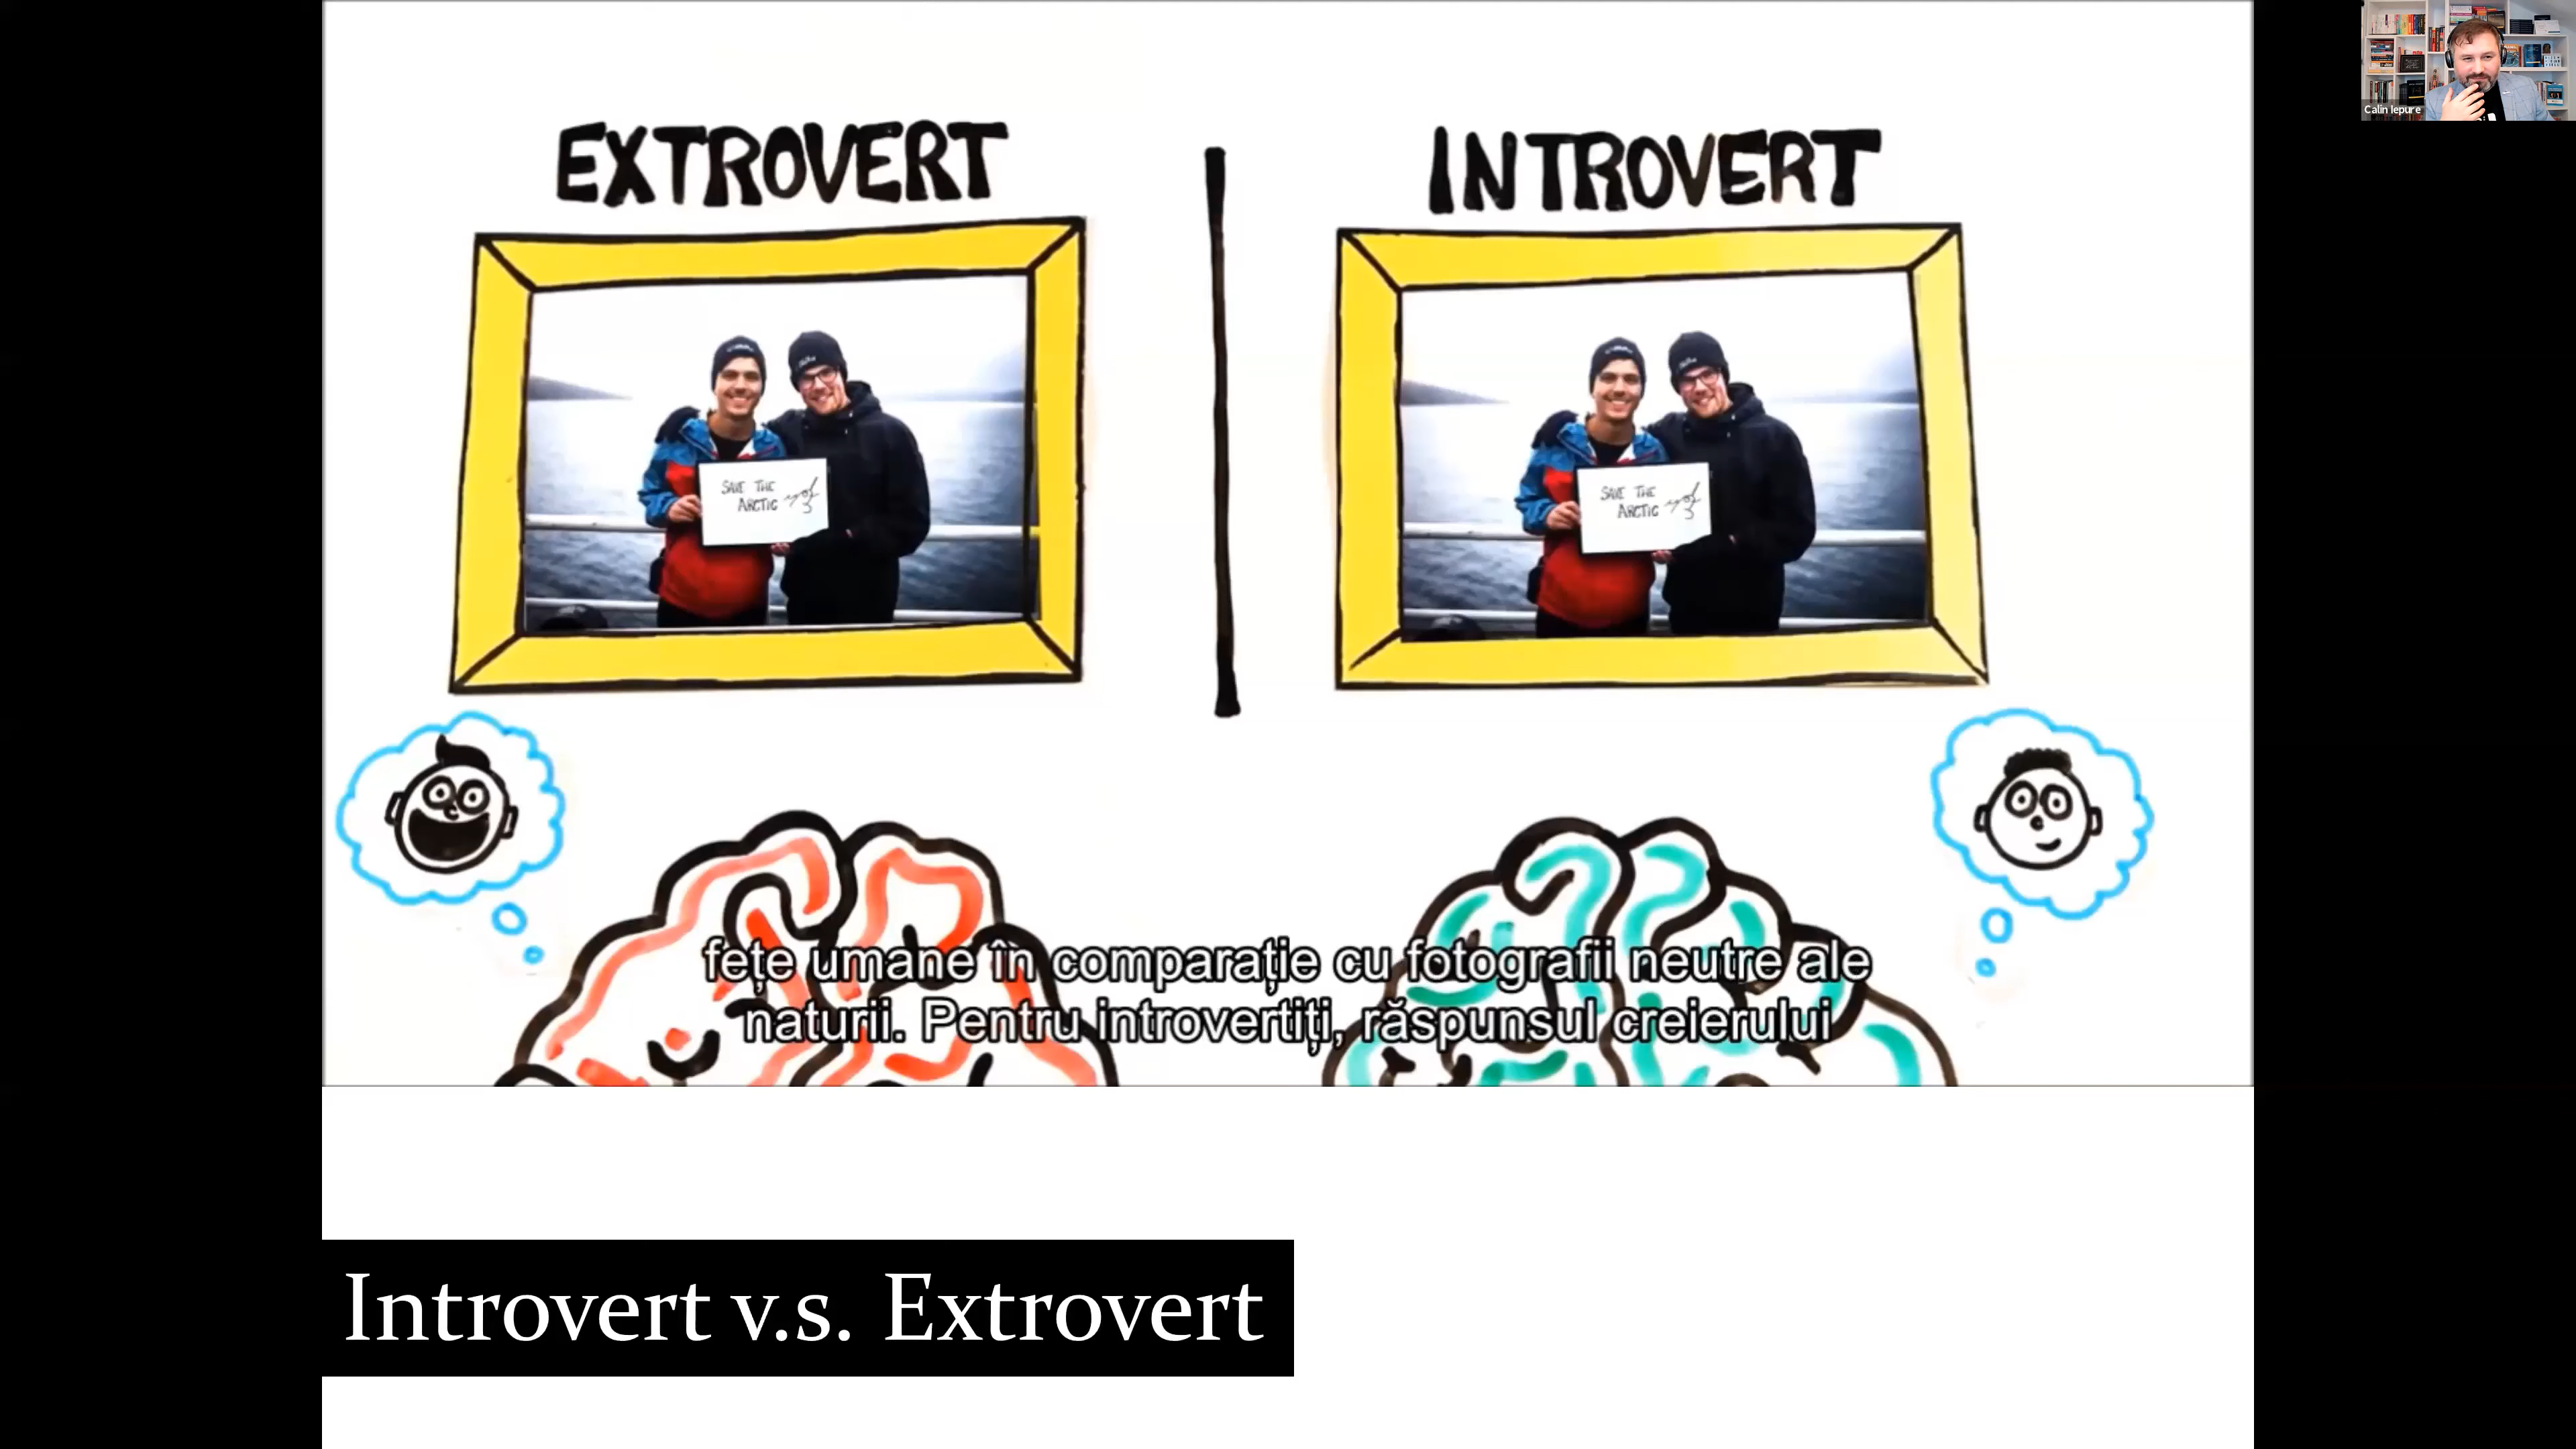 Calin Iepure
EXTROVERT
INTROVERT
SAVE THE
ARCTIC
SAVE THE
ARCTIC
fețe umane în comparație cu fotografii neutre ale
naturii. Pentru introvertiți, răspunsul creierului
Introvert v.s. Extrovert